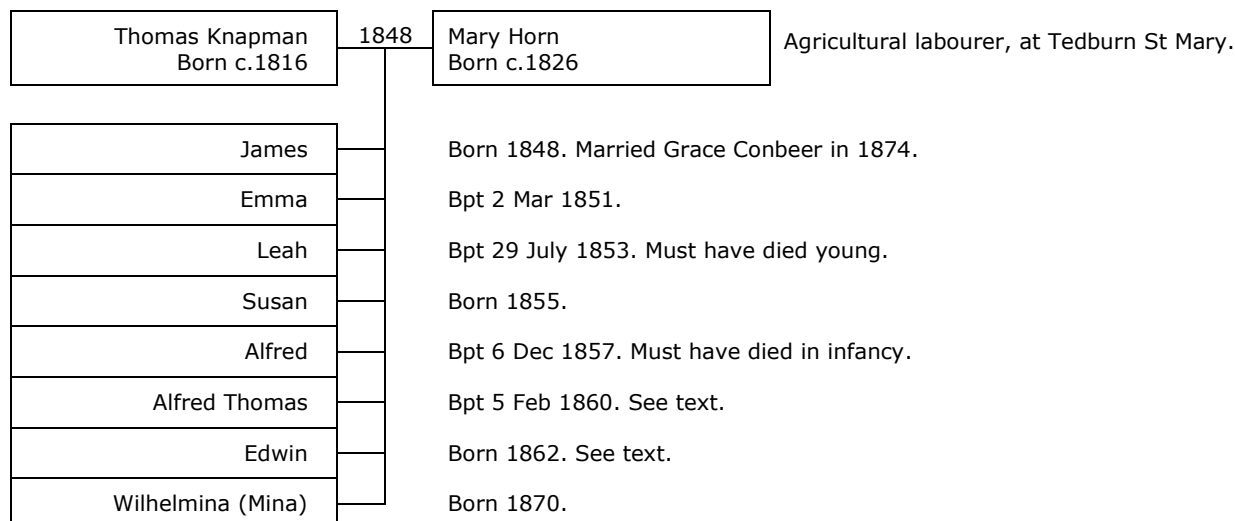 Thomas Knapman
Born c.1816
1848
Mary Horn
Born c.1826
Agricultural labourer, at Tedburn St Mary.
James
Born 1848. Married Grace Conbeer in 1874.
Emma
Bpt 2 Mar 1851.
Leah
Bpt 29 July 1853. Must have died young.
Susan
Born 1855.
Alfred
Bpt 6 Dec 1857. Must have died in infancy.
Alfred Thomas
Bpt 5 Feb 1860. See text.
Edwin
Born 1862. See text.
Wilhelmina (Mina)
Born 1870.